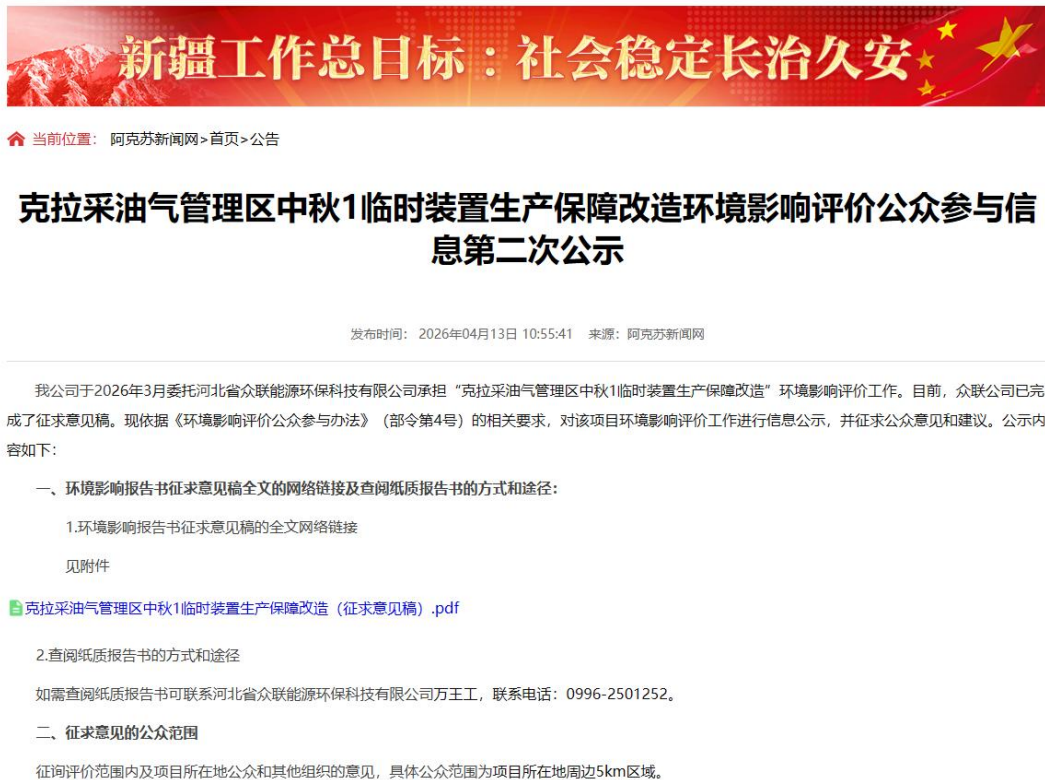 新疆工作总目标：社会稳定长治久安
当前位置： 阿克苏新闻网>首页>公告
克拉采油气管理区中秋1临时装置生产保障改造环境影响评价公众参与信
息第二次公示
发布时间： 2026年04月13日 10:55:41 来源：阿克苏新闻网
我公司于2026年3月委托河北省众联能源环保科技有限公司承担“克拉采油气管理区中秋1临时装置生产保障改造”环境影响评价工作。目前，众联公司已完
成了征求意见稿。现依据《环境影响评价公众参与办法》（部令第4号）的相关要求，对该项目环境影响评价工作进行信息公示，并征求公众意见和建议。公示内
容如下：
一、环境影响报告书征求意见稿全文的网络链接及查阅纸质报告书的方式和途径：
1.环境影响报告书征求意见稿的全文网络链接
见附件
克拉采油气管理区中秋1临时装置生产保障改造（征求意见稿）.pdf
2.查阅纸质报告书的方式和途径
如需查阅纸质报告书可联系河北省众联能源环保科技有限公司万王工，联系电话：0996-2501252。
二、征求意见的公众范围
征询评价范围内及项目所在地公众和其他组织的意见，具体公众范围为项目所在地周边5km区域。